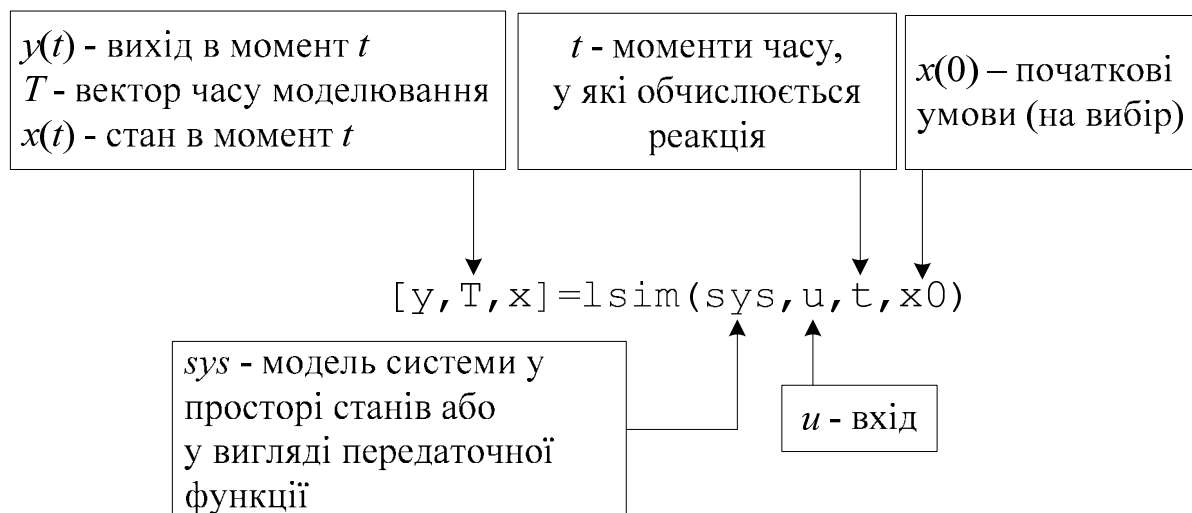 y(t) - вихід в момент t
T - вектор часу моделювання
x(t) - стан в момент t
t - моменти часу,
у які обчислюється
реакція
x(0) – початкові
умови (на вибір)
[y,T,x]=lsim(sys,u,t,x0)
sys - модель системи у
просторі станів або
у вигляді передаточної
функції
u - вхід